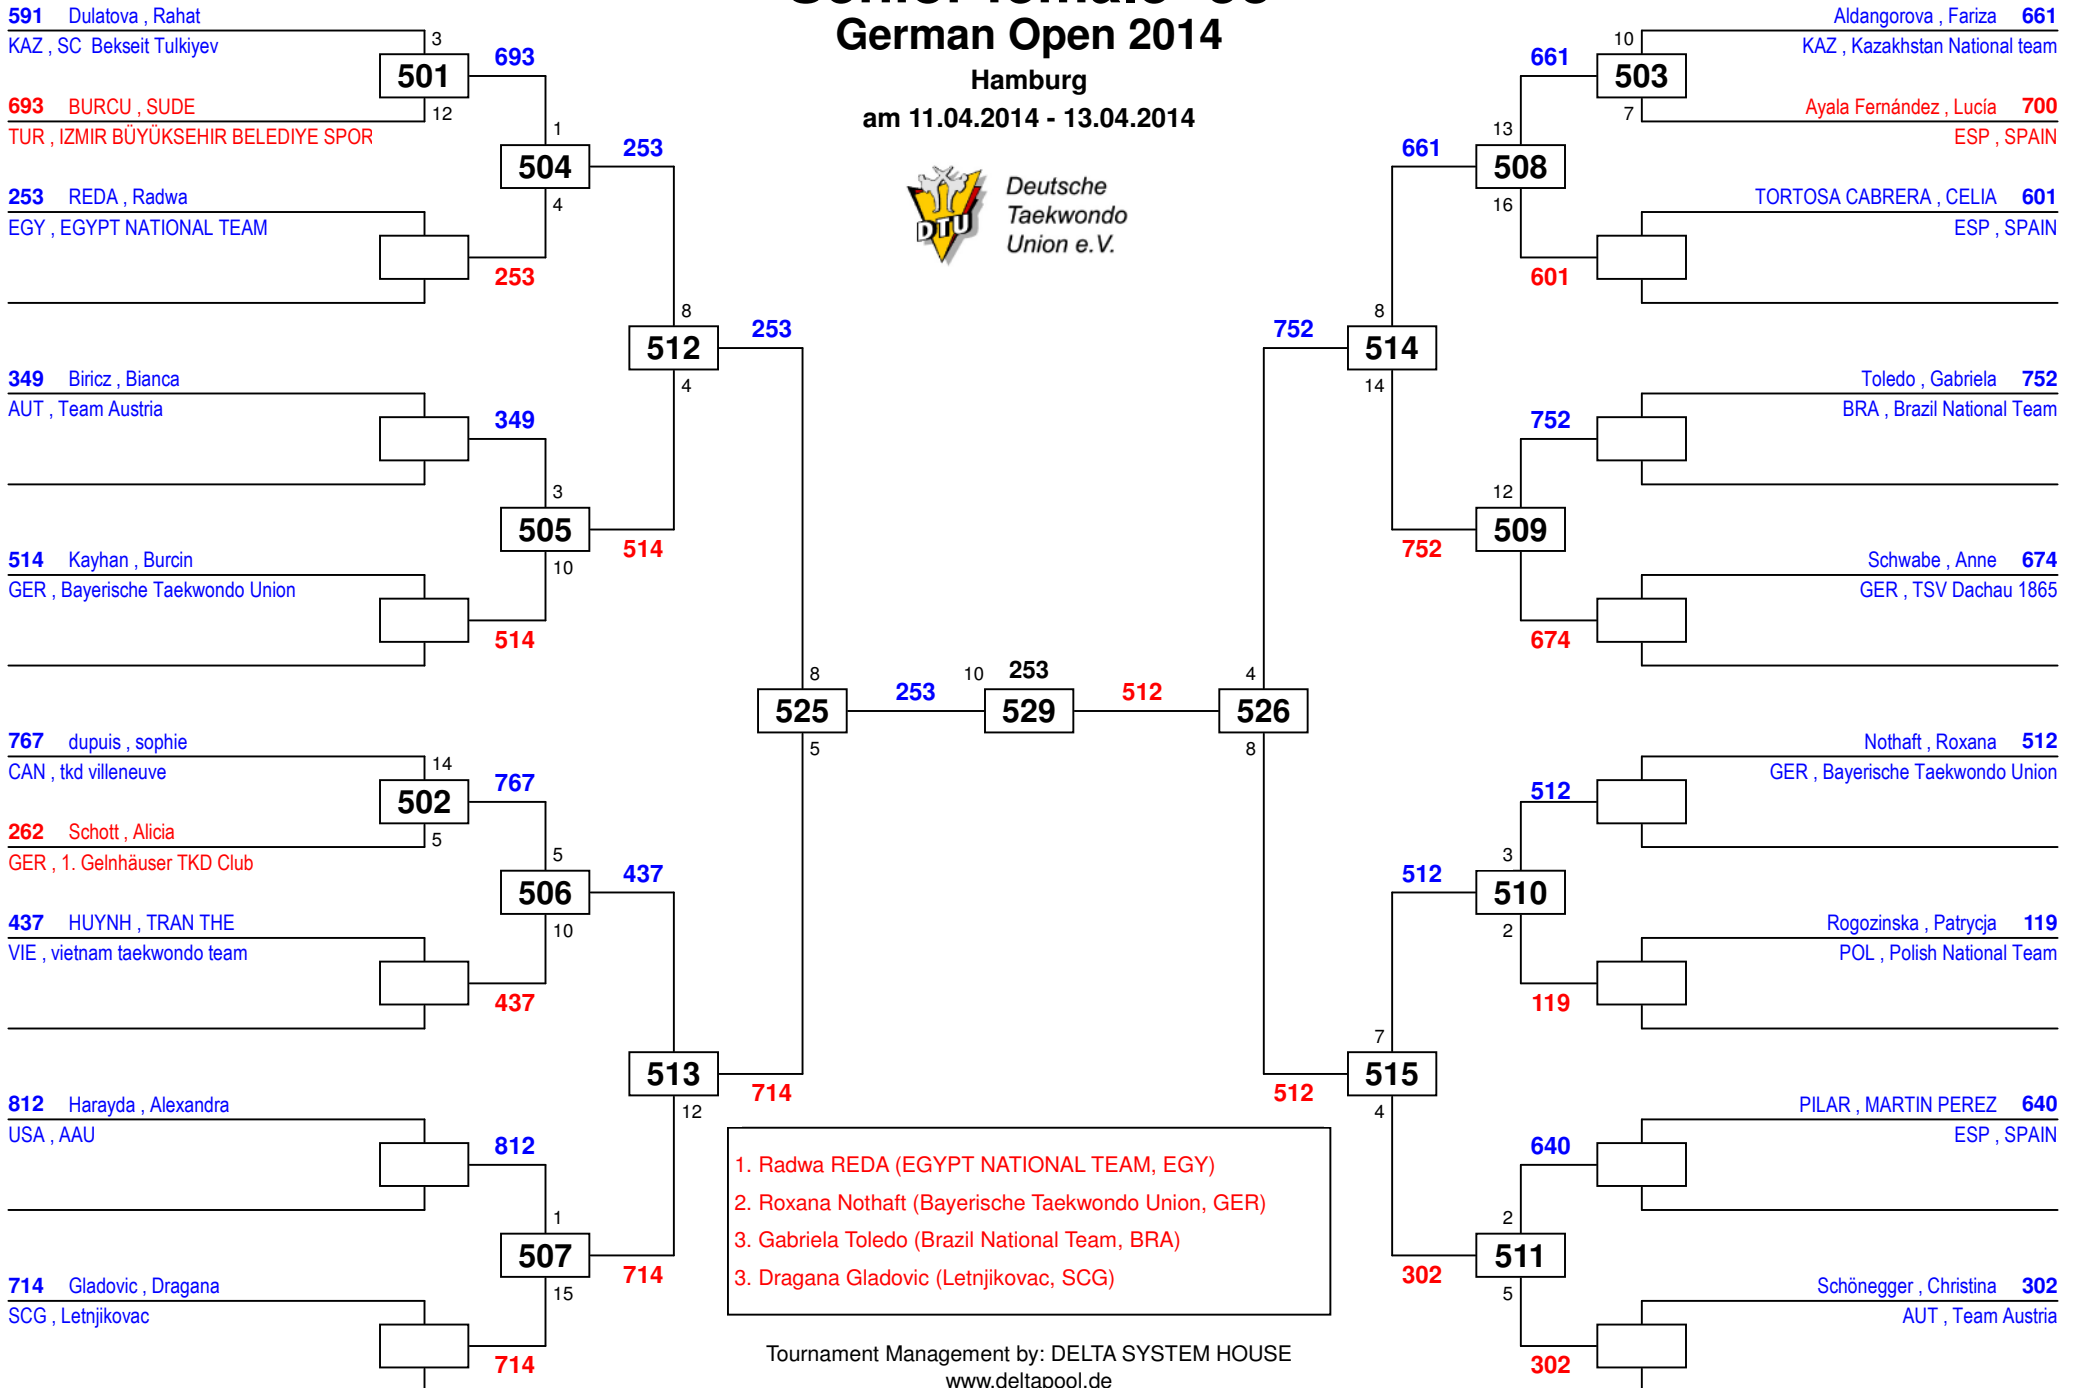 German Open 2014
Hamburg
am 11.04.2014 - 13.04.2014
DTU
Deutsche
Taekwondo
Union e.V.
591 Dulatova , Rahat
KAZ , SC Bekseit Tulkiyev
3
501
693
12
693 BURCU , SUDE
TUR , IZMIR BÜYÜKSEHIR BELEDIYE SPOR
1
504
253
4
253 REDA , Radwa
EGY , EGYPT NATIONAL TEAM
253
8
512
253
4
349 Biricz , Bianca
AUT , Team Austria
349
3
505
514
10
514 Kayhan , Burcin
GER , Bayerische Taekwondo Union
514
8
525
253
5
767 dupuis , sophie
CAN , tkd villeneuve
14
502
767
5
262 Schott , Alicia
GER , 1. Gelnhäuser TKD Club
5
506
437
10
437 HUYNH , TRAN THE
VIE , vietnam taekwondo team
437
513
714
12
812 Harayda , Alexandra
USA , AAU
812
1
507
714
15
714 Gladovic , Dragana
SCG , Letnjikovac
714
10 253
529
Aldangorova , Fariza 661
KAZ , Kazakhstan National team
10
661
503
7
Ayala Fernández , Lucía 700
ESP , SPAIN
13
661
508
16
TORTOSA CABRERA , CELIA 601
ESP , SPAIN
601
8
752
514
14
Toledo , Gabriela 752
BRA , Brazil National Team
752
12
509
752
Schwabe , Anne 674
GER , TSV Dachau 1865
674
4
512
526
8
Nothaft , Roxana 512
GER , Bayerische Taekwondo Union
512
3
512
510
2
Rogozinska , Patrycja 119
POL , Polish National Team
119
7
515
512
4
PILAR , MARTIN PEREZ 640
ESP , SPAIN
640
2
511
302
5
Schönegger , Christina 302
AUT , Team Austria
302
1. Radwa REDA (EGYPT NATIONAL TEAM, EGY)
2. Roxana Nothaft (Bayerische Taekwondo Union, GER)
3. Gabriela Toledo (Brazil National Team, BRA)
3. Dragana Gladovic (Letnjikovac, SCG)
Tournament Management by: DELTA SYSTEM HOUSE
www.deltapool.de